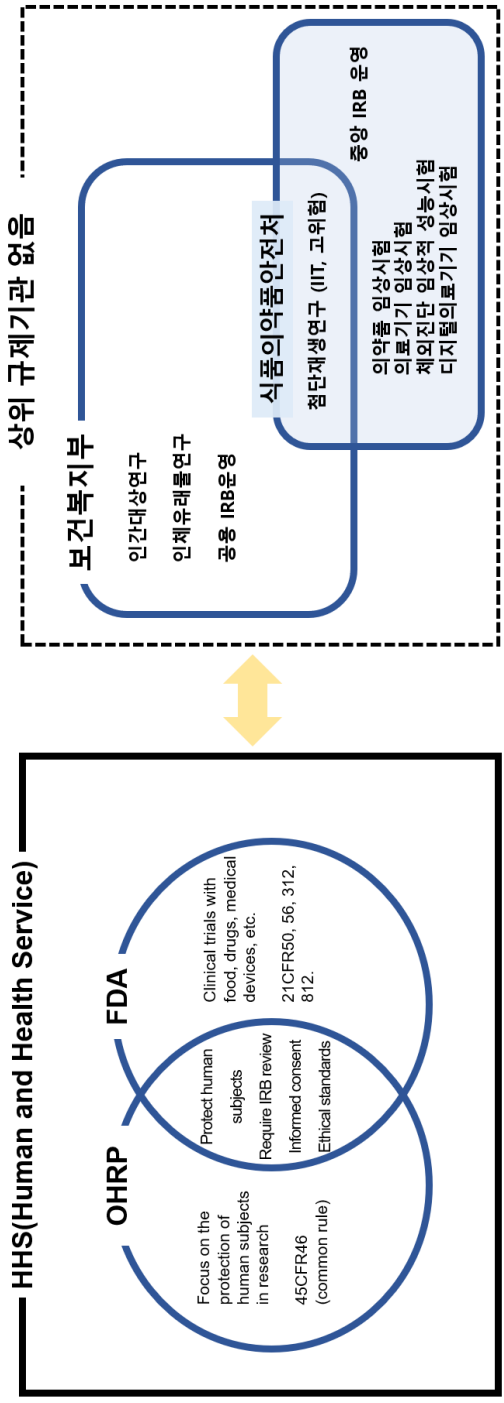 HHS(Human and Health Service)
OHRP
FDA
Focus on the
protection of
human subjects
in research
45CFR46
(common rule)
Protect human
subjects
Require IRB review
Informed consent
Ethical standards
Clinical trials with
food, drugs, medical
devices, etc.
21CFR50, 56, 312,
812.
상위 규제기관 없음
보건복지부
인간대상연구
인체유래물연구
공용 IRB운영
식품의약품안전처
첨단재생연구 (IIT, 고위험)
중앙 IRB 운영
의약품 임상시험
의료기기 임상시험
체외진단 임상적 성능시험
디지털의료기기 임상시험